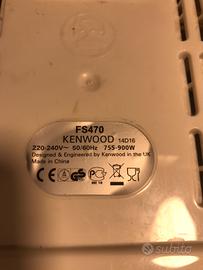 FS470
KENWOOD 14D16
220-240V~ 50/60Hz 755-900W
Designed & Engineered by Kenwood in the UK
Made in China
subito